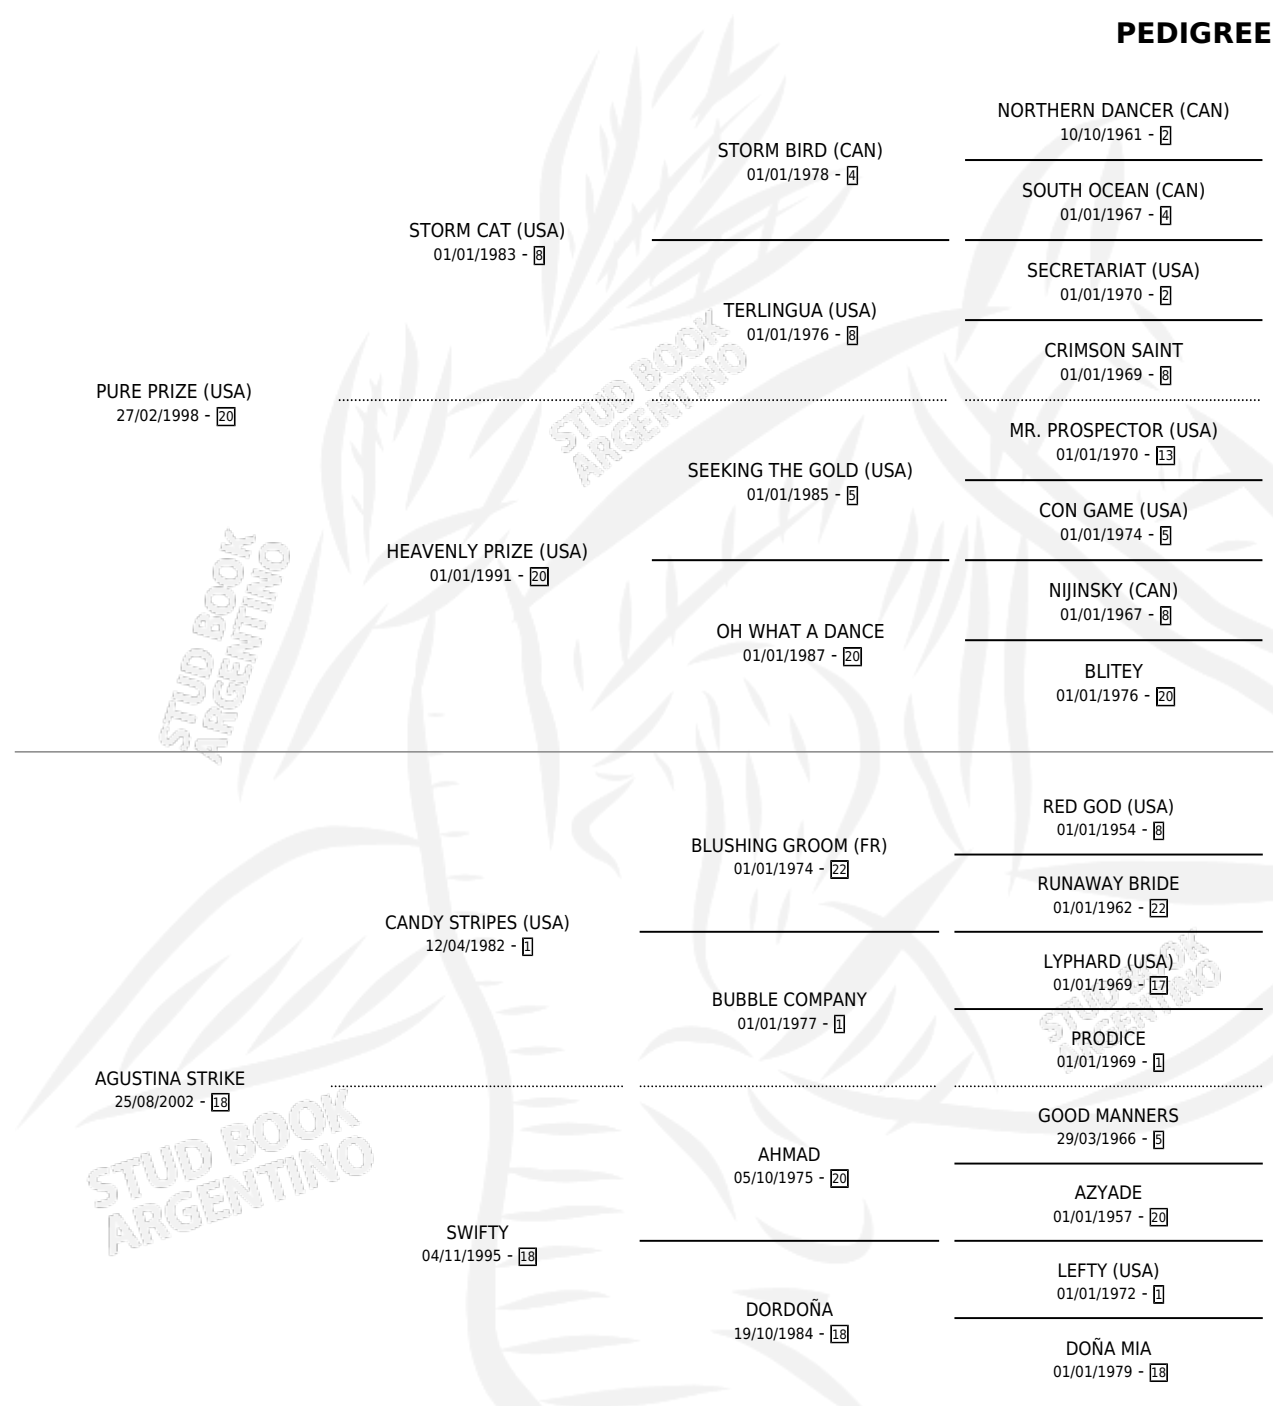 PEDIGREE
NORTHERN DANCER (CAN)
10/10/1961 - 2
STORM BIRD (CAN)
01/01/1978 - 4
SOUTH OCEAN (CAN)
01/01/1967 - 4
STORM CAT (USA)
01/01/1983 - 8
SECRETARIAT (USA)
01/01/1970 - 2
TERLINGUA (USA)
01/01/1976 - 8
CRIMSON SAINT
01/01/1969 - 8
PURE PRIZE (USA)
27/02/1998 - 20
MR. PROSPECTOR (USA)
01/01/1970 - 13
SEEKING THE GOLD (USA)
01/01/1985 - 5
CON GAME (USA)
01/01/1974 - 5
HEAVENLY PRIZE (USA)
01/01/1991 - 20
NIJINSKY (CAN)
01/01/1967 - 8
OH WHAT A DANCE
01/01/1987 - 20
BLITEY
01/01/1976 - 20
RED GOD (USA)
01/01/1954 - 8
BLUSHING GROOM (FR)
01/01/1974 - 22
RUNAWAY BRIDE
01/01/1962 - 22
CANDY STRIPES (USA)
12/04/1982 - 1
LYPHARD (USA)
01/01/1969 - 17
BUBBLE COMPANY
01/01/1977 - 1
PRODICE
01/01/1969 - 1
AGUSTINA STRIKE
25/08/2002 - 18
GOOD MANNERS
29/03/1966 - 5
AHMAD
05/10/1975 - 20
AZYADE
01/01/1957 - 20
SWIFTY
04/11/1995 - 18
LEFTY (USA)
01/01/1972 - 1
DORDOÑA
19/10/1984 - 18
DOÑA MIA
01/01/1979 - 18
STUD BOOK
ARGENTINO
STUD BOOK
ARGENTINO
STUD BOOK
ARGENTINO
STUD BOOK
ARGENTINO